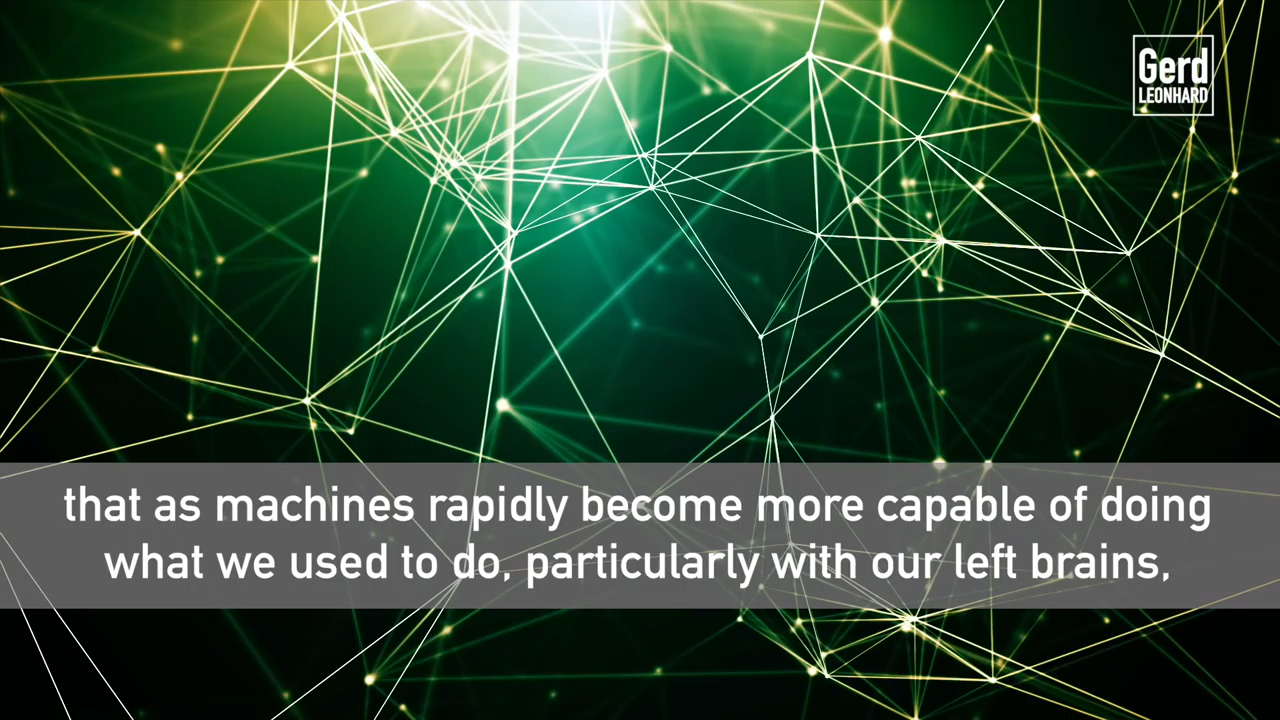 Gerd
LEONHARD
that as machines rapidly become more capable of doing
what we used to do, particularly with our left brains,